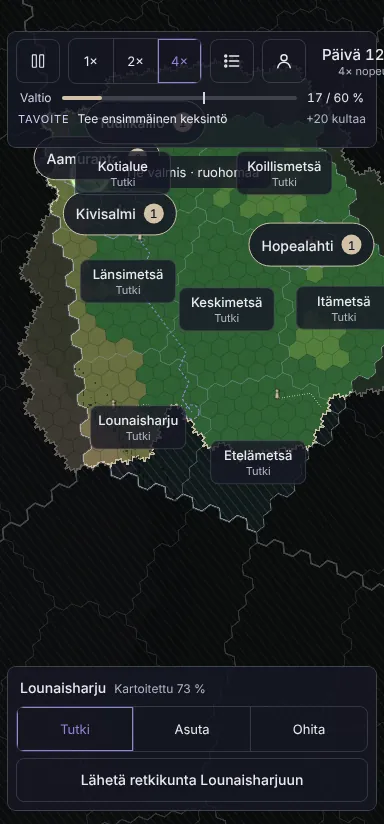 1×
2×
4×
Päivä 12
4× nopeu
Valtio
17 / 60 %
TAVOITE Tee ensimmäinen keksintö
+20 kultaa
Kotialue
Tutki
valmis · ruohomaa
Koillismetsä
Tutki
Kivisalmi 1
Hopealahti 1
Länsimetsä
Tutki
Keskimetsä
Tutki
Itämetsä
Tutki
Lounaisharju
Tutki
Etelämetsä
Tutki
Lounaisharju Kartoitettu 73 %
Tutki
Asuta
Ohita
Lähetä retkikunta Lounaisharjuun